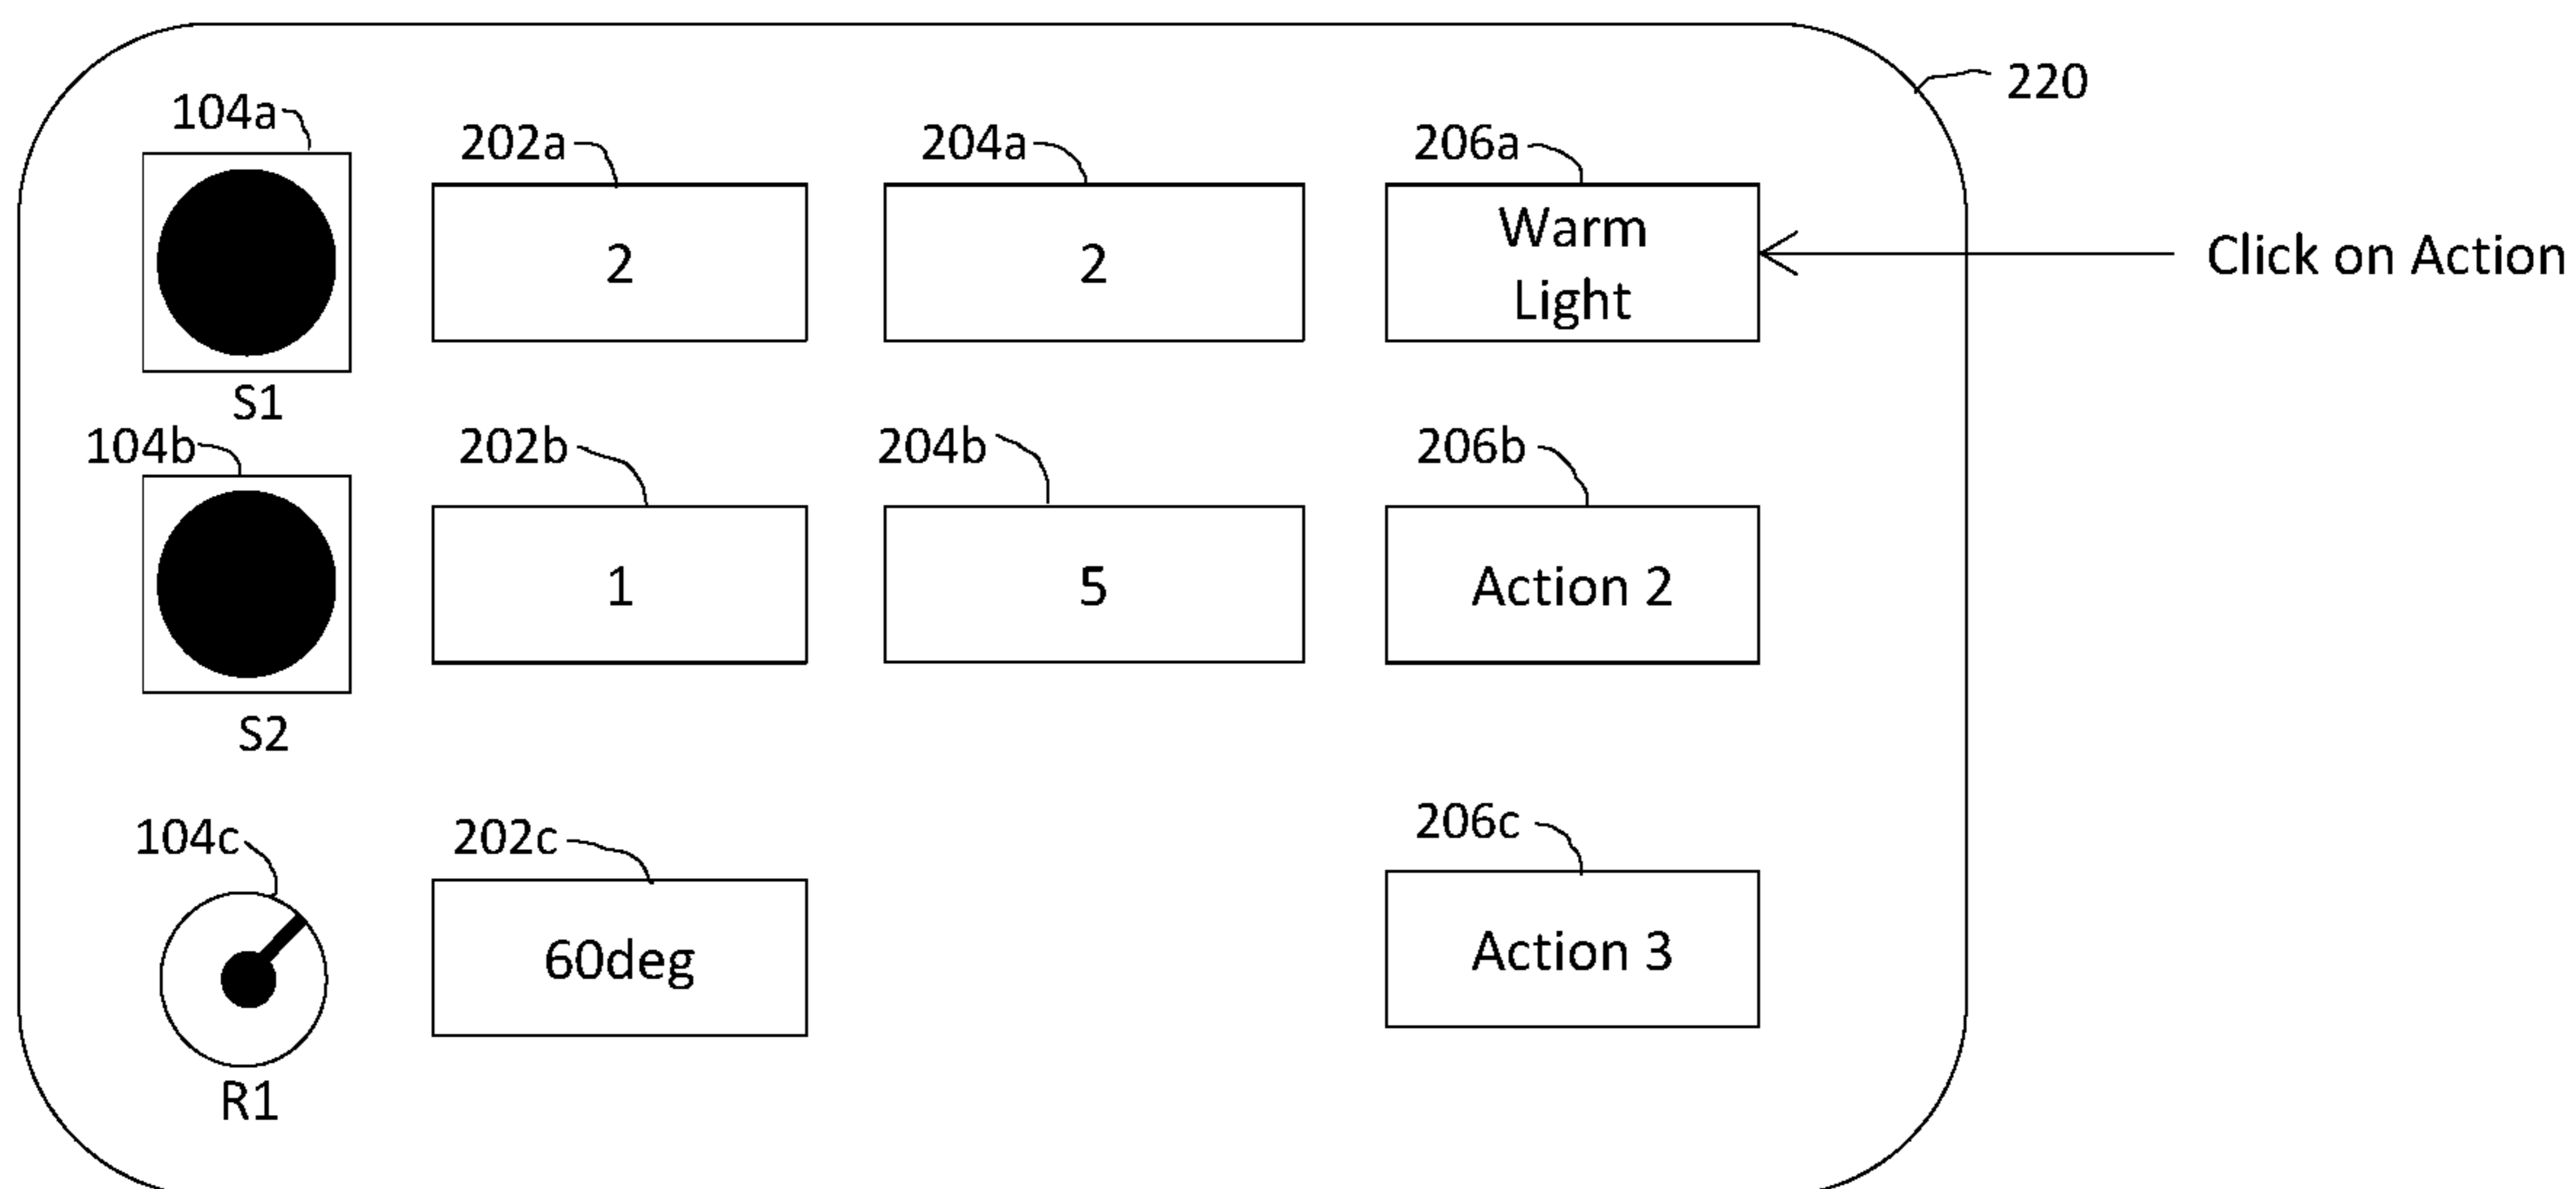 220
104a
202a
204a
206a
2
2
Warm
Light
Click on Action
S1
104b
202b
204b
206b
1
5
Action 2
S2
104c
202c
206c
60deg
Action 3
R1